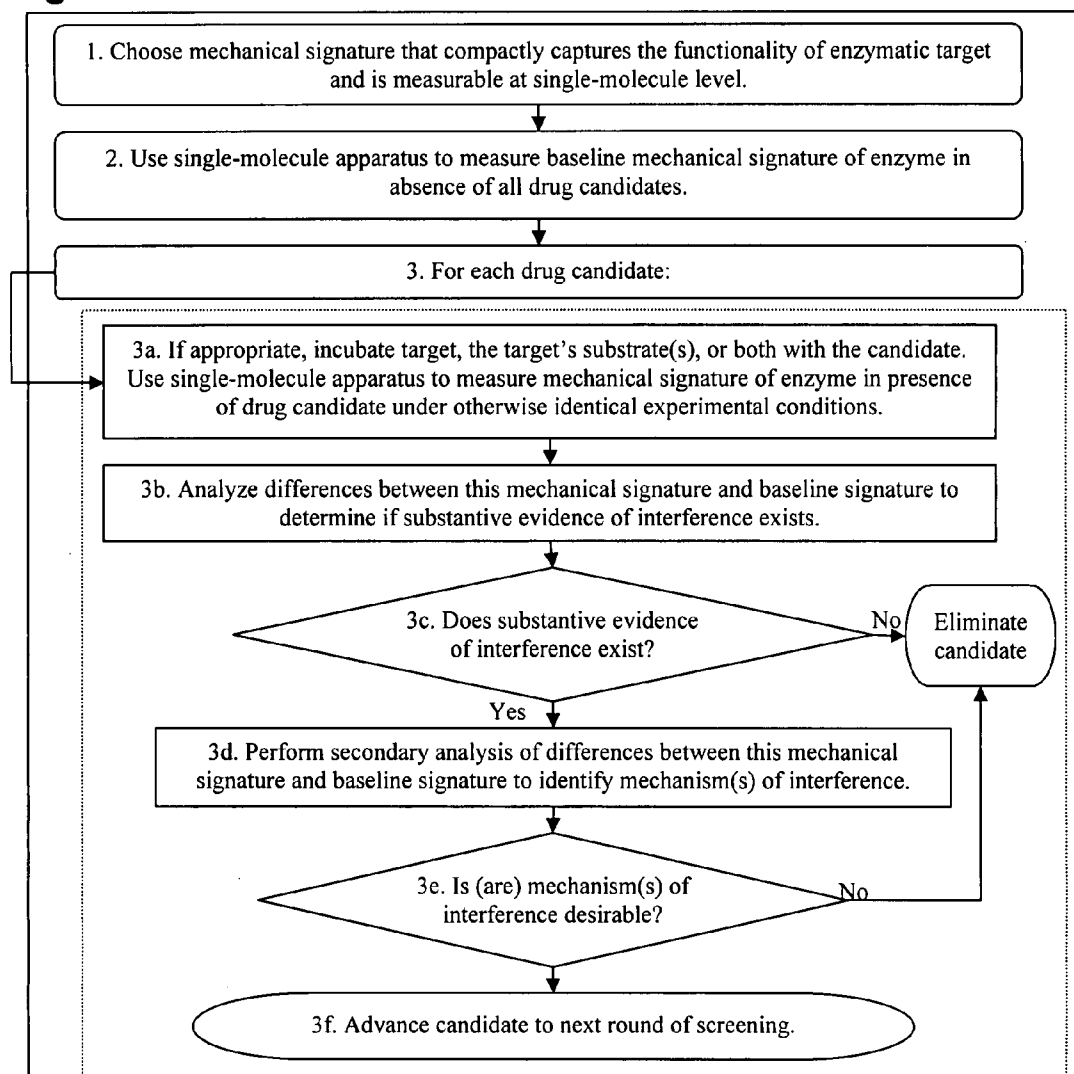 1. Choose mechanical signature that compactly captures the functionality of enzymatic target
and is measurable at single-molecule level.
2. Use single-molecule apparatus to measure baseline mechanical signature of enzyme in
absence of all drug candidates.
3. For each drug candidate:
3a. If appropriate, incubate target, the target's substrate(s), or both with the candidate.
Use single-molecule apparatus to measure mechanical signature of enzyme in presence
of drug candidate under otherwise identical experimental conditions.
3b. Analyze differences between this mechanical signature and baseline signature to
determine if substantive evidence of interference exists.
3c. Does substantive evidence
of interference exist?
No
Eliminate
candidate
Yes
3d. Perform secondary analysis of differences between this mechanical
signature and baseline signature to identify mechanism(s) of interference.
3e. Is (are) mechanism(s) of
interference desirable?
No
3f. Advance candidate to next round of screening.